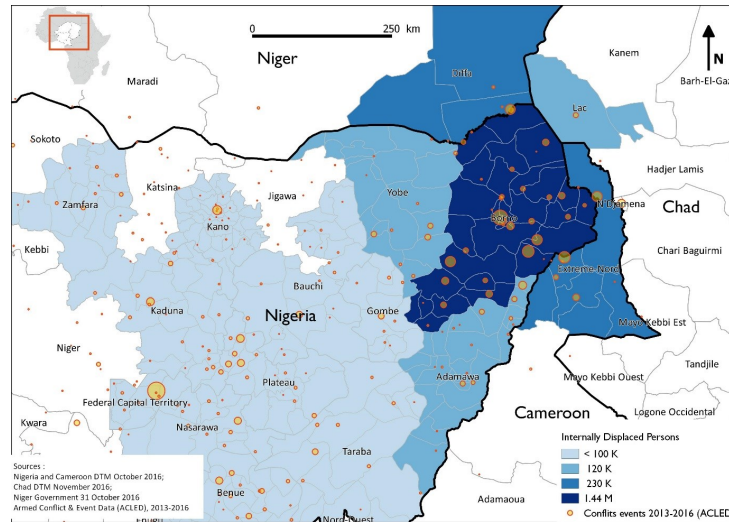 0 250 km
Niger
Kanem
N
Maradi
Diffa
Barh-El-Gaz
Lac
Sokoto
Katsina
Jigawa
Yobe
Hadjer Lamis
Zamfara
Kano
Borno
N'Djamena
Chad
Kebbi
Chari Baguirmi
Extreme-Nord
Bauchi
Kaduna
Nigeria
Gombe
Mayo Kebbi Est
Niger
Plateau
Adamawa
Mayo Kebbi Ouest
Tandjile
Federal Capital Territory
Cameroon
Logone Occidental
Kwara
Nasarawa
Taraba
Internally Displaced Persons
< 100 K
120 K
230 K
1.44 M
Conflits events 2013-2016 (ACLED)
Sources :
Nigeria and Cameroon DTM October 2016;
Chad DTM November 2016;
Niger Government 31 October 2016
Armed Conflict & Event Data (ACLED), 2013-2016
Benue
Adamaoua
Nord-Ouest